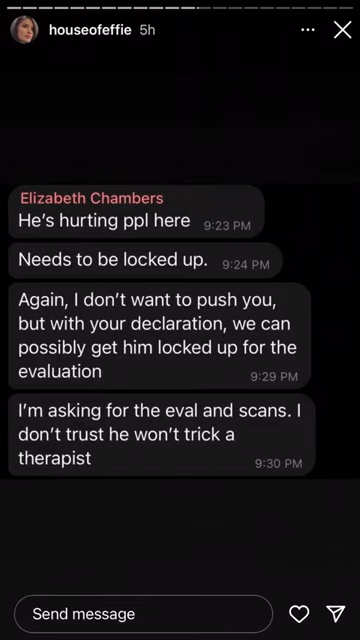 houseofeffie 5h
Elizabeth Chambers
He's hurting ppl here 9:23 PM
Needs to be locked up. 9:24 PM
Again, I don't want to push you,
but with your declaration, we can
possibly get him locked up for the
evaluation
9:29 PM
I'm asking for the eval and scans. I
don't trust he won't trick a
therapist
9:30 PM
Send message